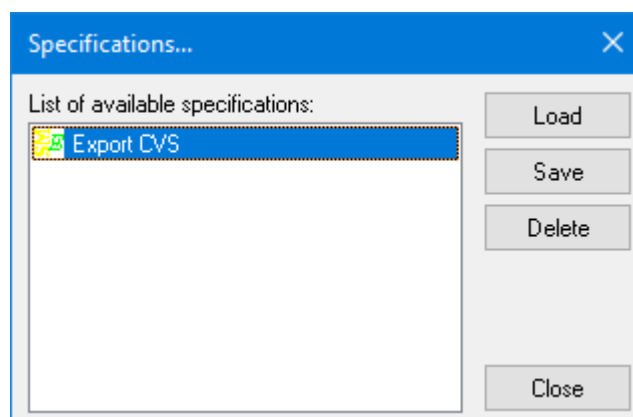 Specifications...
List of available specifications:
Export CVS
Load
Save
Delete
Close